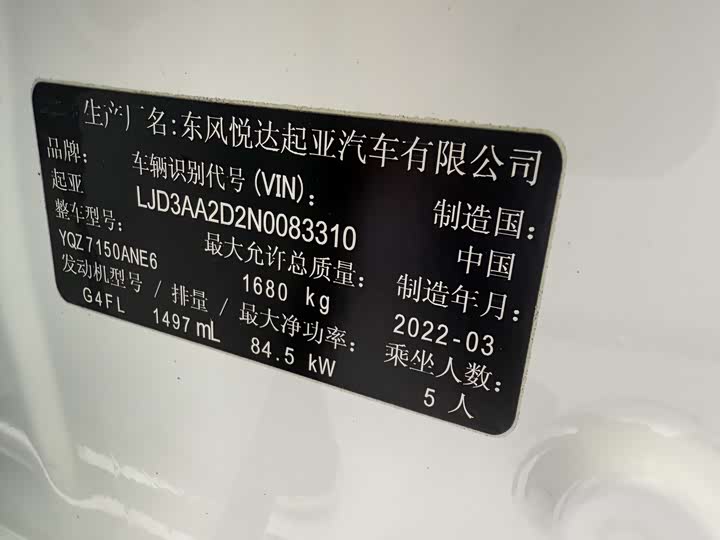 生产厂名:东风悦达起亚汽车有限公司
品牌: 车辆识别代号(VIN): 制造国:
起亚 LJD3AA2D2N0083310 中国
整车型号: 最大允许总质量: 制造年月:
YQZ7150ANE6 1680 kg 2022-03
发动机型号/排量/最大净功率: 乘坐人数:
G4FL 1497mL 84.5 kW 5 人